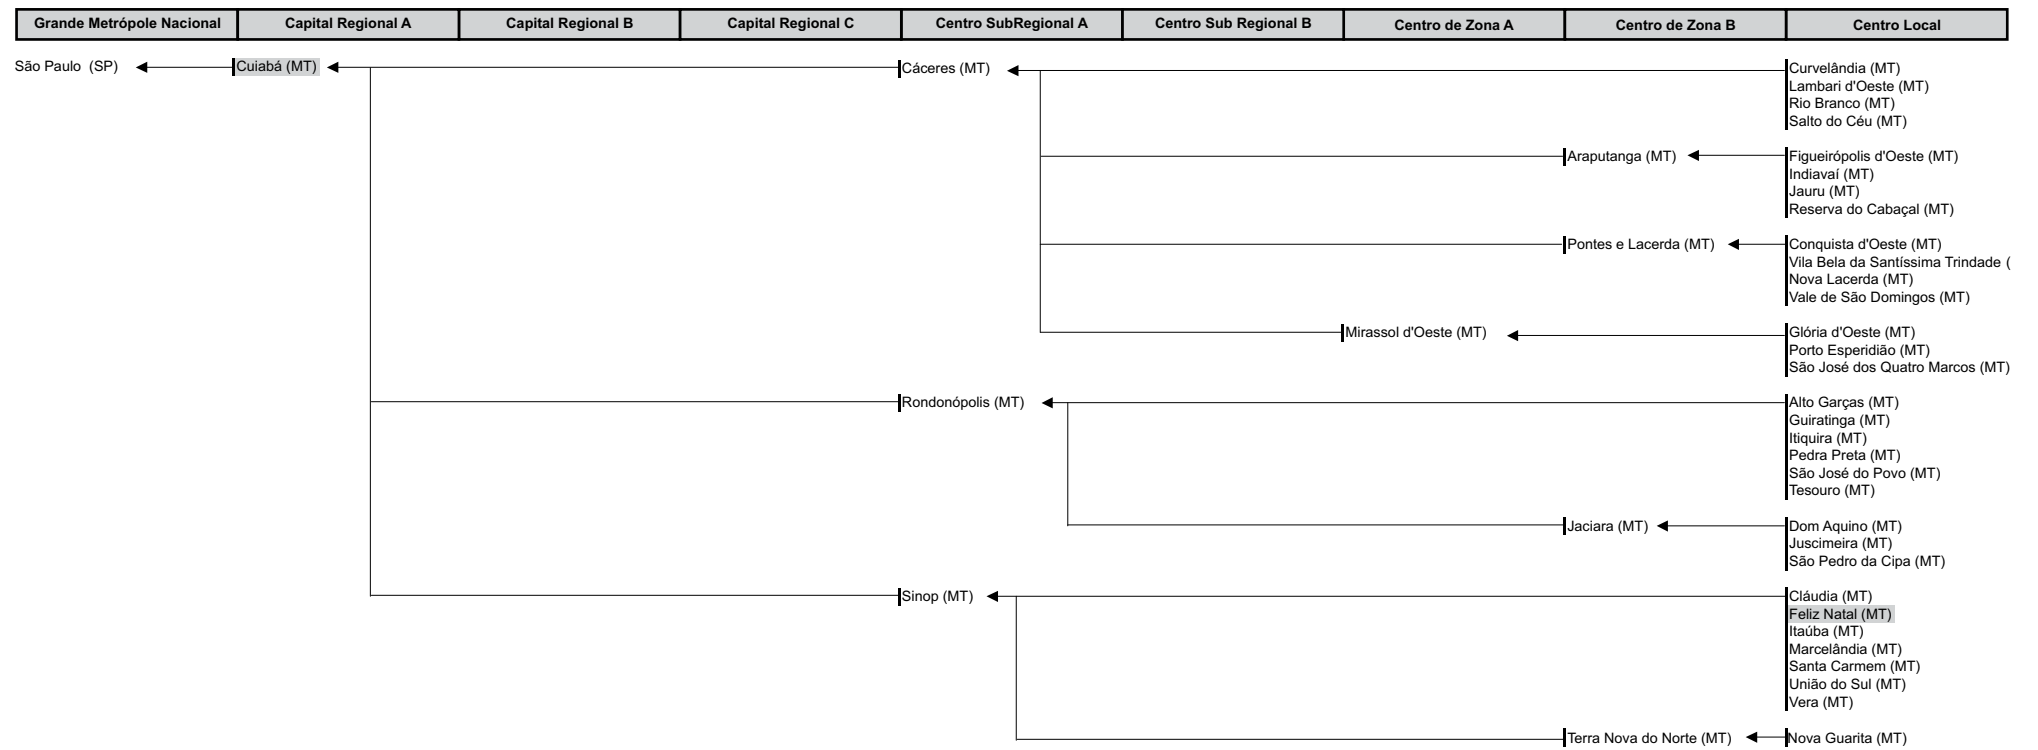 Grande Metrópole Nacional Capital Regional A Capital Regional B Capital Regional C Centro SubRegional A Centro Sub Regional B Centro de Zona A Centro de Zona B Centro Local
São Paulo (SP) Cuiabá (MT) Cáceres (MT) Curvelândia (MT)
Lambari d'Oeste (MT)
Rio Branco (MT)
Salto do Céu (MT)
Araputanga (MT) Figueirópolis d'Oeste (MT)
Indiavaí (MT)
Jauru (MT)
Reserva do Cabaçal (MT)
Pontes e Lacerda (MT) Conquista d'Oeste (MT)
Vila Bela da Santíssima Trindade (
Nova Lacerda (MT)
Vale de São Domingos (MT)
Mirassol d'Oeste (MT) Glória d'Oeste (MT)
Porto Esperidião (MT)
São José dos Quatro Marcos (MT)
Rondonópolis (MT) Alto Garças (MT)
Guiratinga (MT)
Itiquira (MT)
Pedra Preta (MT)
São José do Povo (MT)
Tesouro (MT)
Jaciara (MT) Dom Aquino (MT)
Juscimeira (MT)
São Pedro da Cipa (MT)
Sinop (MT) Cláudia (MT)
Feliz Natal (MT)
Itaúba (MT)
Marcelândia (MT)
Santa Carmem (MT)
União do Sul (MT)
Vera (MT)
Terra Nova do Norte (MT) Nova Guarita (MT)